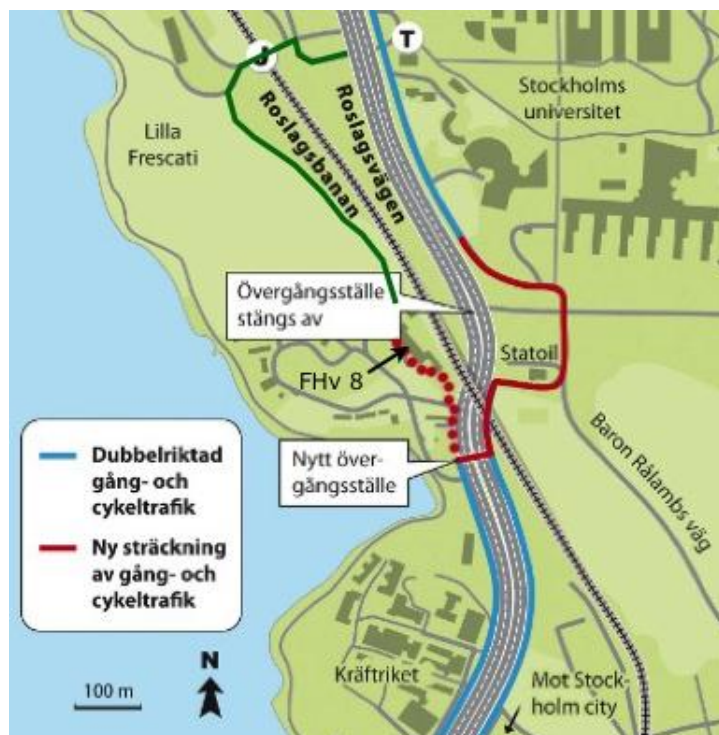 T
J
Stockholms
universitet
Lilla
Frescati
Roslagsvägen
Roslagsbanan
Övergångsställe
stängs av
Statoil
FHv 8
Baron Rålambs väg
Nytt över-
gångsställe
Dubbelriktad
gång- och
cykeltrafik
Ny sträckning
av gång- och
cykeltrafik
N
100 m
Kräftriket
Mot Stock-
holm city